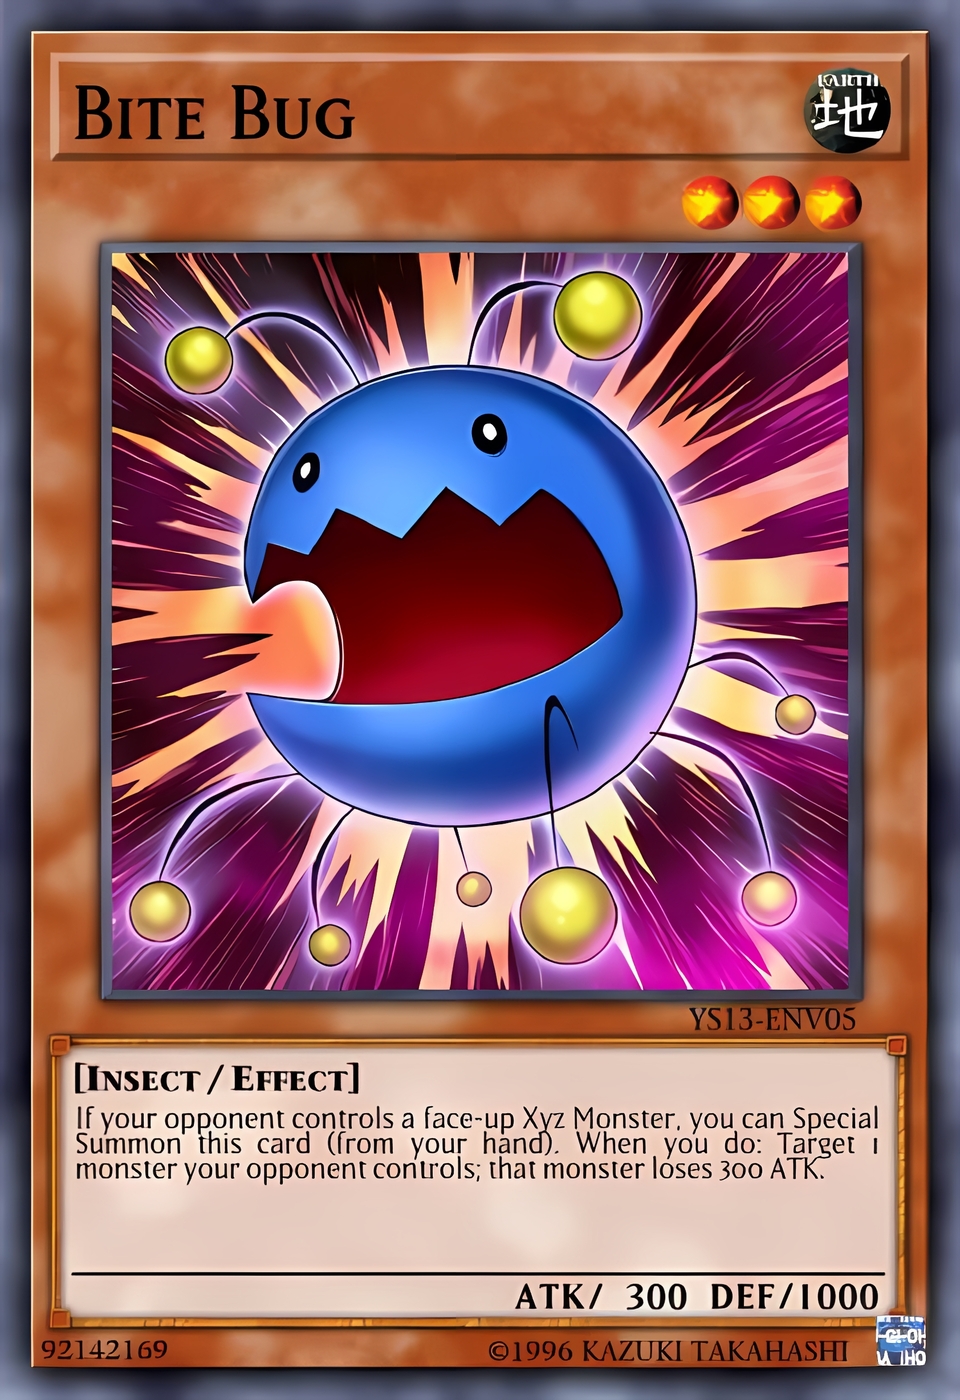 BITE BUG
EARTH
地
YS13-ENV05
[INSECT / EFFECT]
If your opponent controls a face-up Xyz Monster, you can Special
Summon this card (from your hand). When you do: Target 1
monster your opponent controls; that monster loses 300 ATK.
ATK/ 300 DEF/1000
92142169
©1996 KAZUKI TAKAHASHI